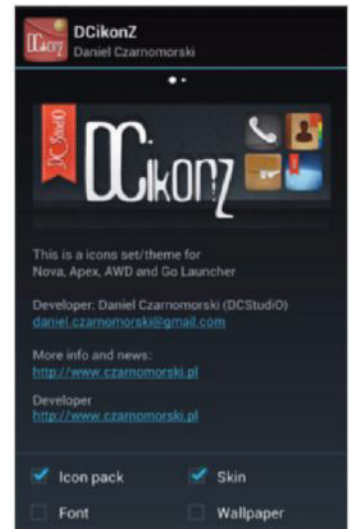 DCikonZ
Daniel Czarnomorski
DCStudiO
DCikonZ
This is a icons set/theme for
Nova, Apex, AWD and Go Launcher
Developer: Daniel Czarnomorski (DCStudiO)
daniel.czarnomorski@gmail.com
More info and news:
http://www.czarnomorski.pl
Developer
http://www.czarnomorski.pl
Icon pack
Skin
Font
Wallpaper